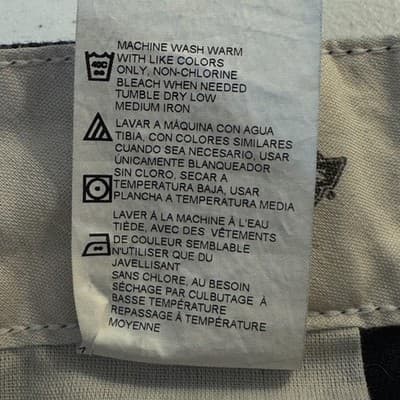 MACHINE WASH WARM
WITH LIKE COLORS
ONLY, NON-CHLORINE
BLEACH WHEN NEEDED
TUMBLE DRY LOW
MEDIUM IRON
40C
LAVAR A MÁQUINA CON AGUA
TIBIA, CON COLORES SIMILARES
CUANDO SEA NECESARIO, USAR
ÚNICAMENTE BLANQUEADOR
SIN CLORO, SECAR A
TEMPERATURA BAJA, USAR
PLANCHA A TEMPERATURA MEDIA
LAVER À LA MACHINE À L'EAU
TIÈDE, AVEC DES VÊTEMENTS
DE COULEUR SEMBLABLE
N'UTILISER QUE DU
JAVELLISANT
SANS CHLORE, AU BESOIN
SÉCHAGE PAR CULBUTAGE À
BASSE TEMPÉRATURE
REPASSAGE À TEMPÉRATURE
MOYENNE